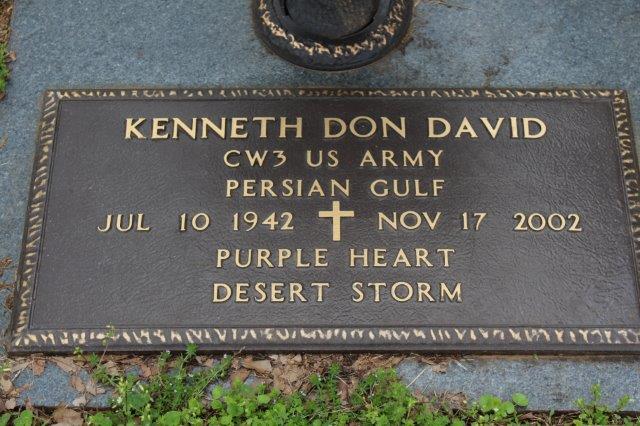 KENNETH DON DAVID
CW3 US ARMY
PERSIAN GULF
JUL 10 1942 NOV 17 2002
PURPLE HEART
DESERT STORM